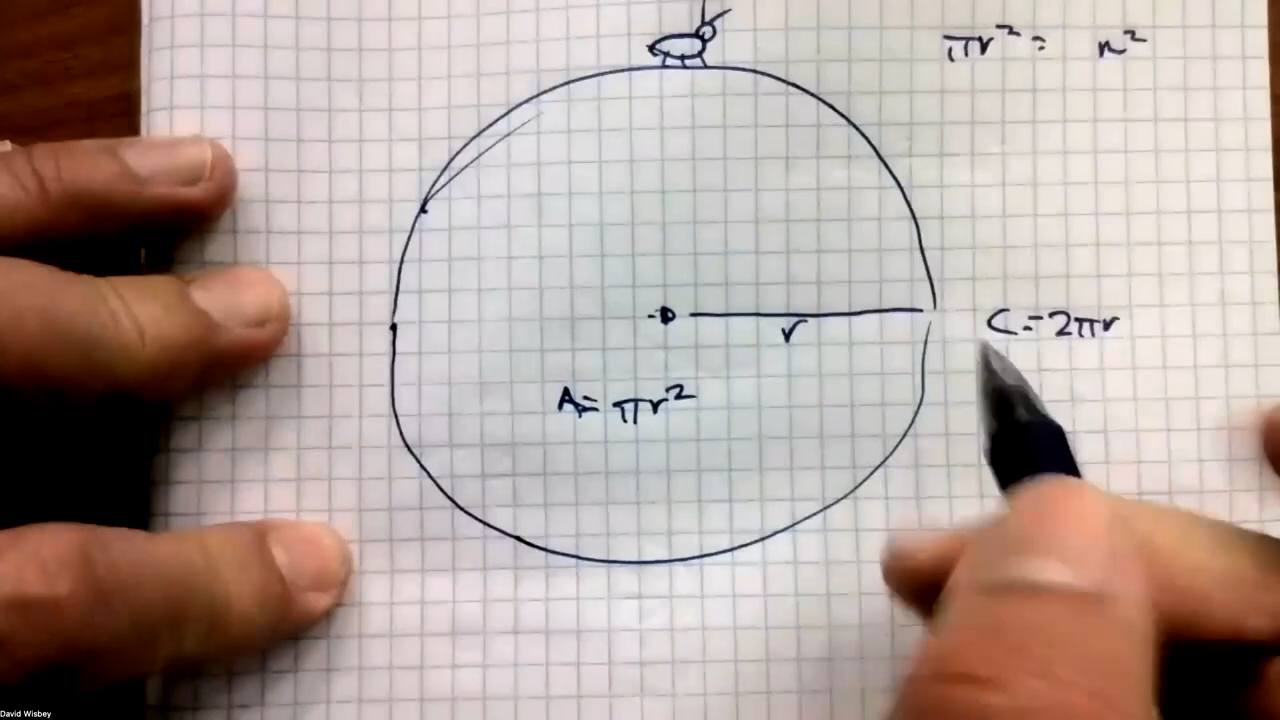 πr² = n²
r
C = 2πr
A = πr²
David Wisbey